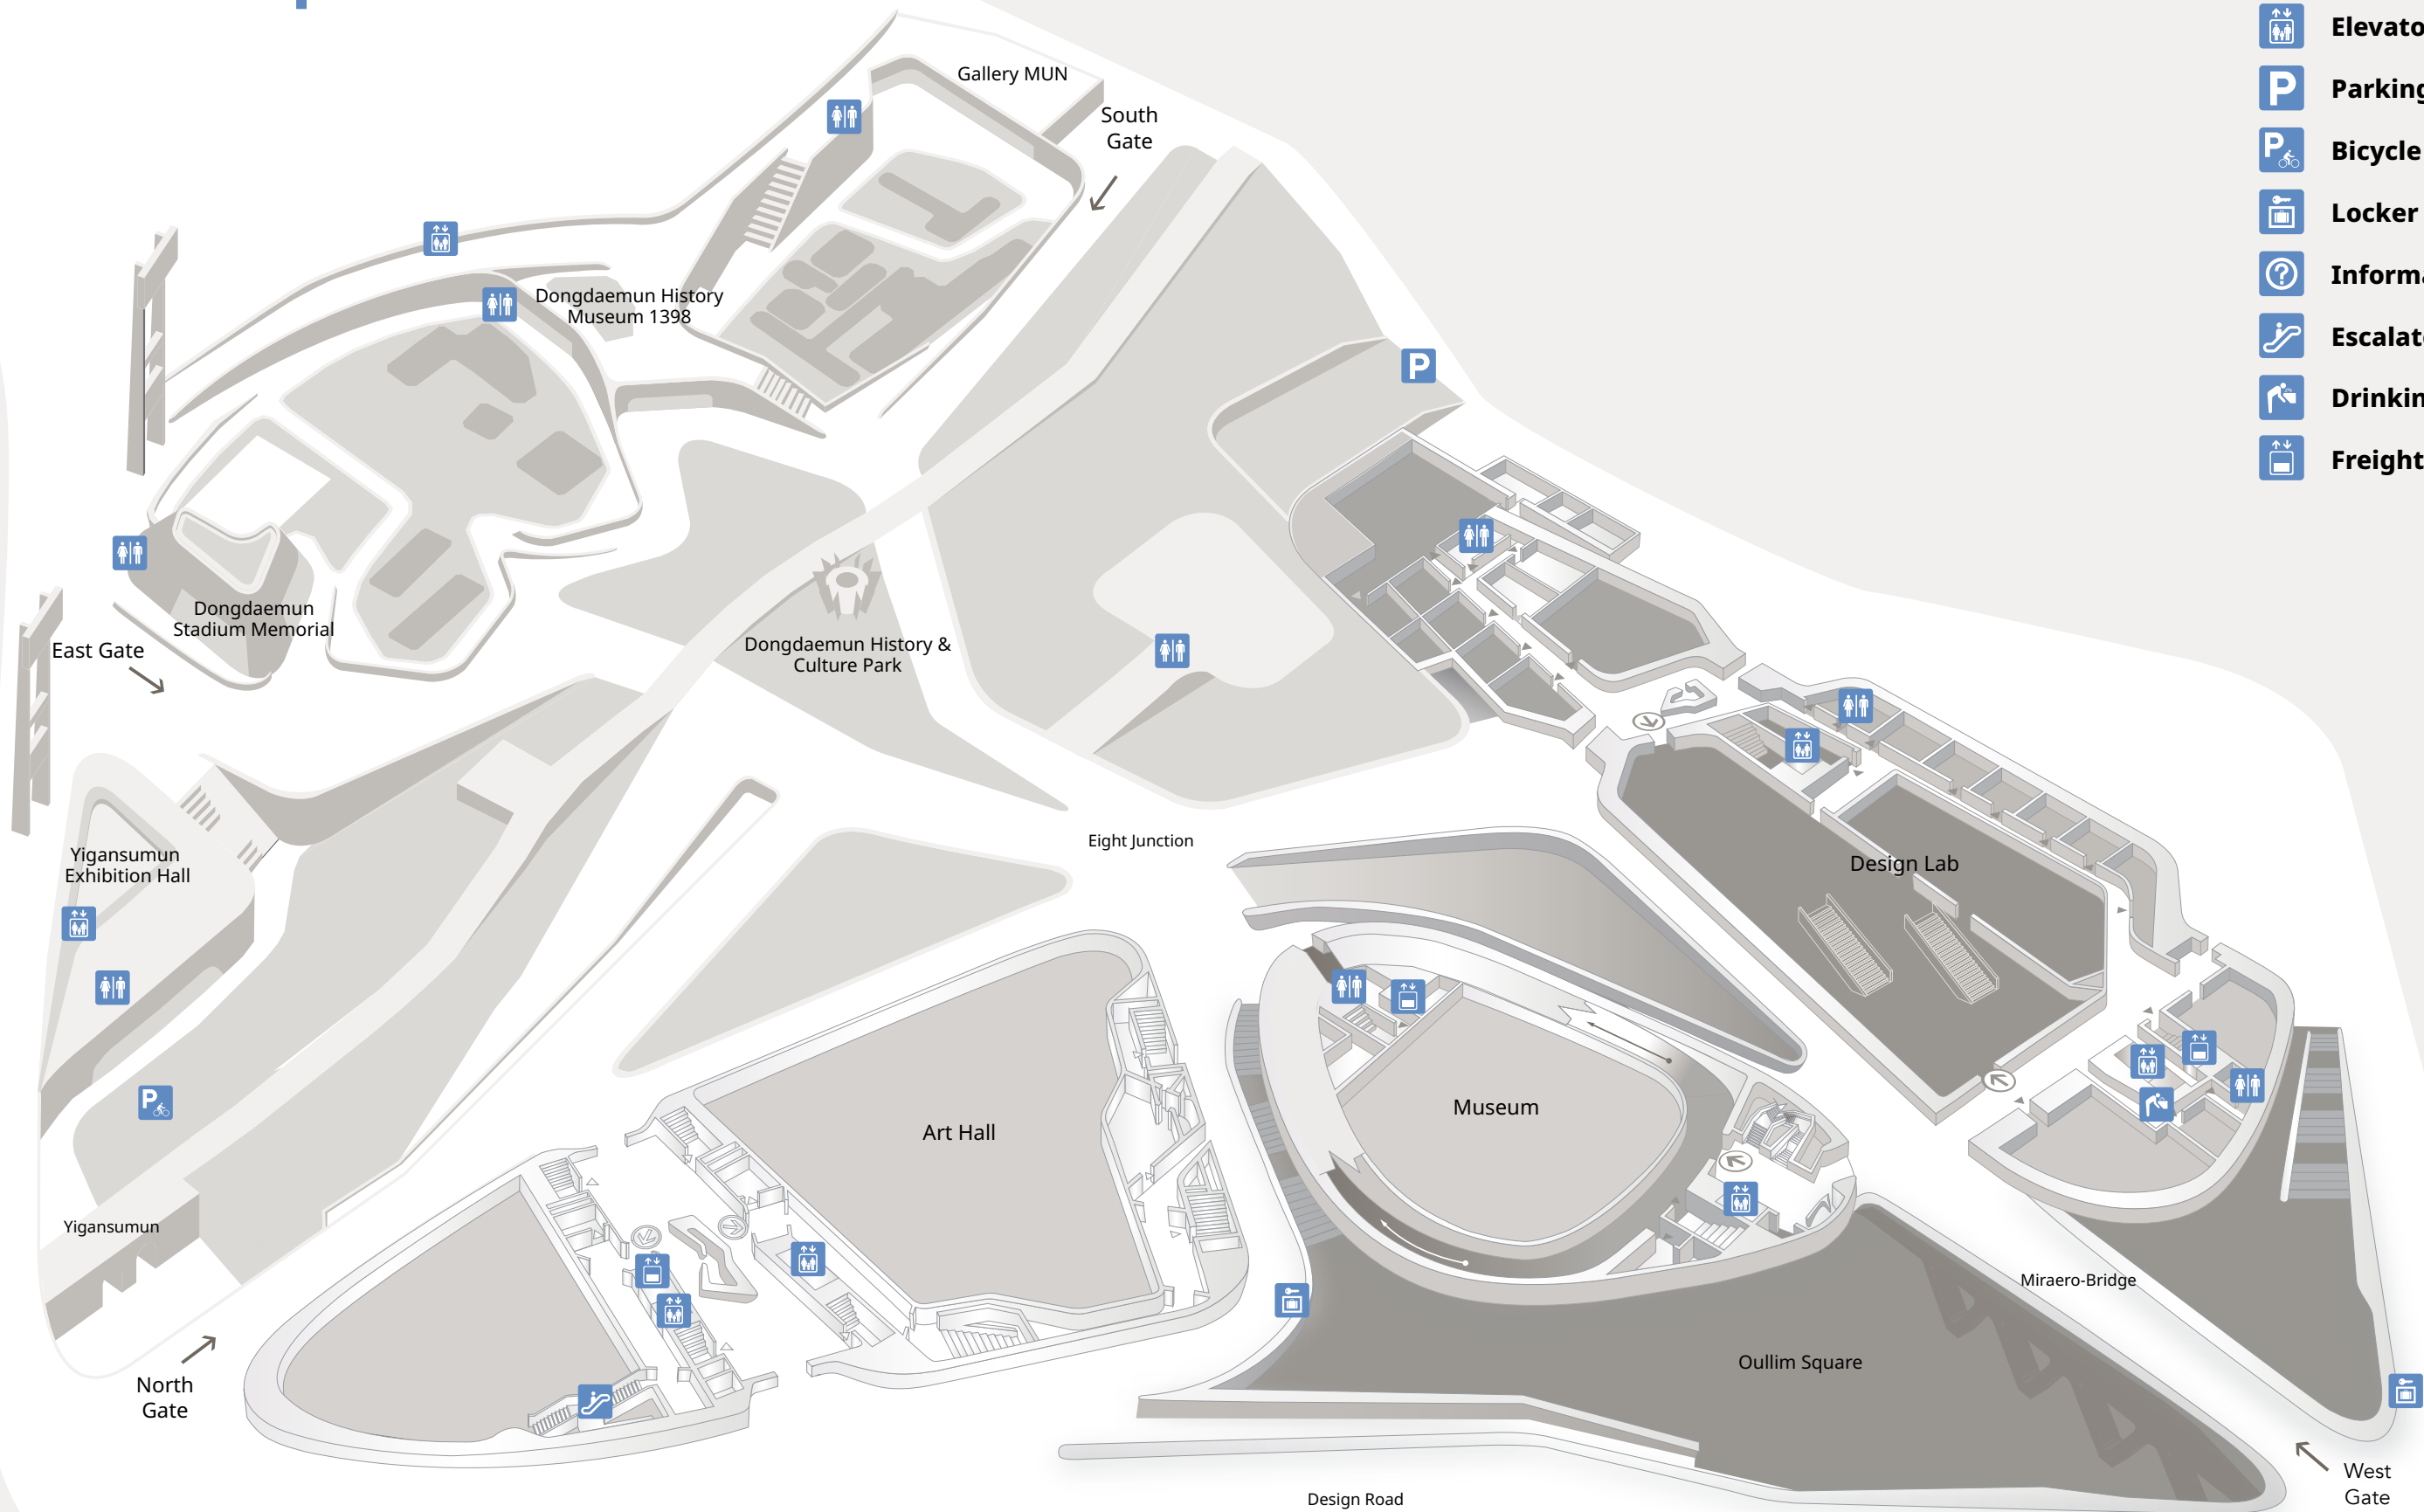 Gallery MUN
South
Gate
Dongdaemun History
Museum 1398
Dongdaemun
Stadium Memorial
East Gate
Dongdaemun History &
Culture Park
Yigansumun
Exhibition Hall
Eight Junction
Design Lab
Art Hall
Museum
Yigansumun
Miraero-Bridge
Oullim Square
North
Gate
West
Gate
Design Road
P
P
P
P
Elevato
Parking
Bicycle
Locker
Informa
Escalato
Drinkin
Freight